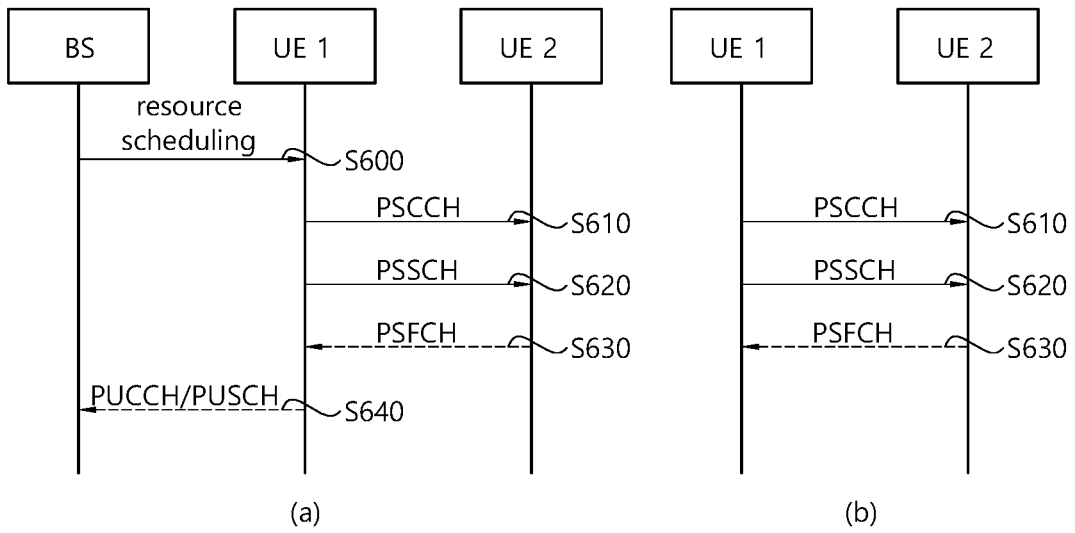 BS
UE 1
UE 2
resource
scheduling
S600
PSCCH
S610
PSSCH
S620
PSFCH
S630
PUCCH/PUSCH
S640
(a)
UE 1
UE 2
PSCCH
S610
PSSCH
S620
PSFCH
S630
(b)